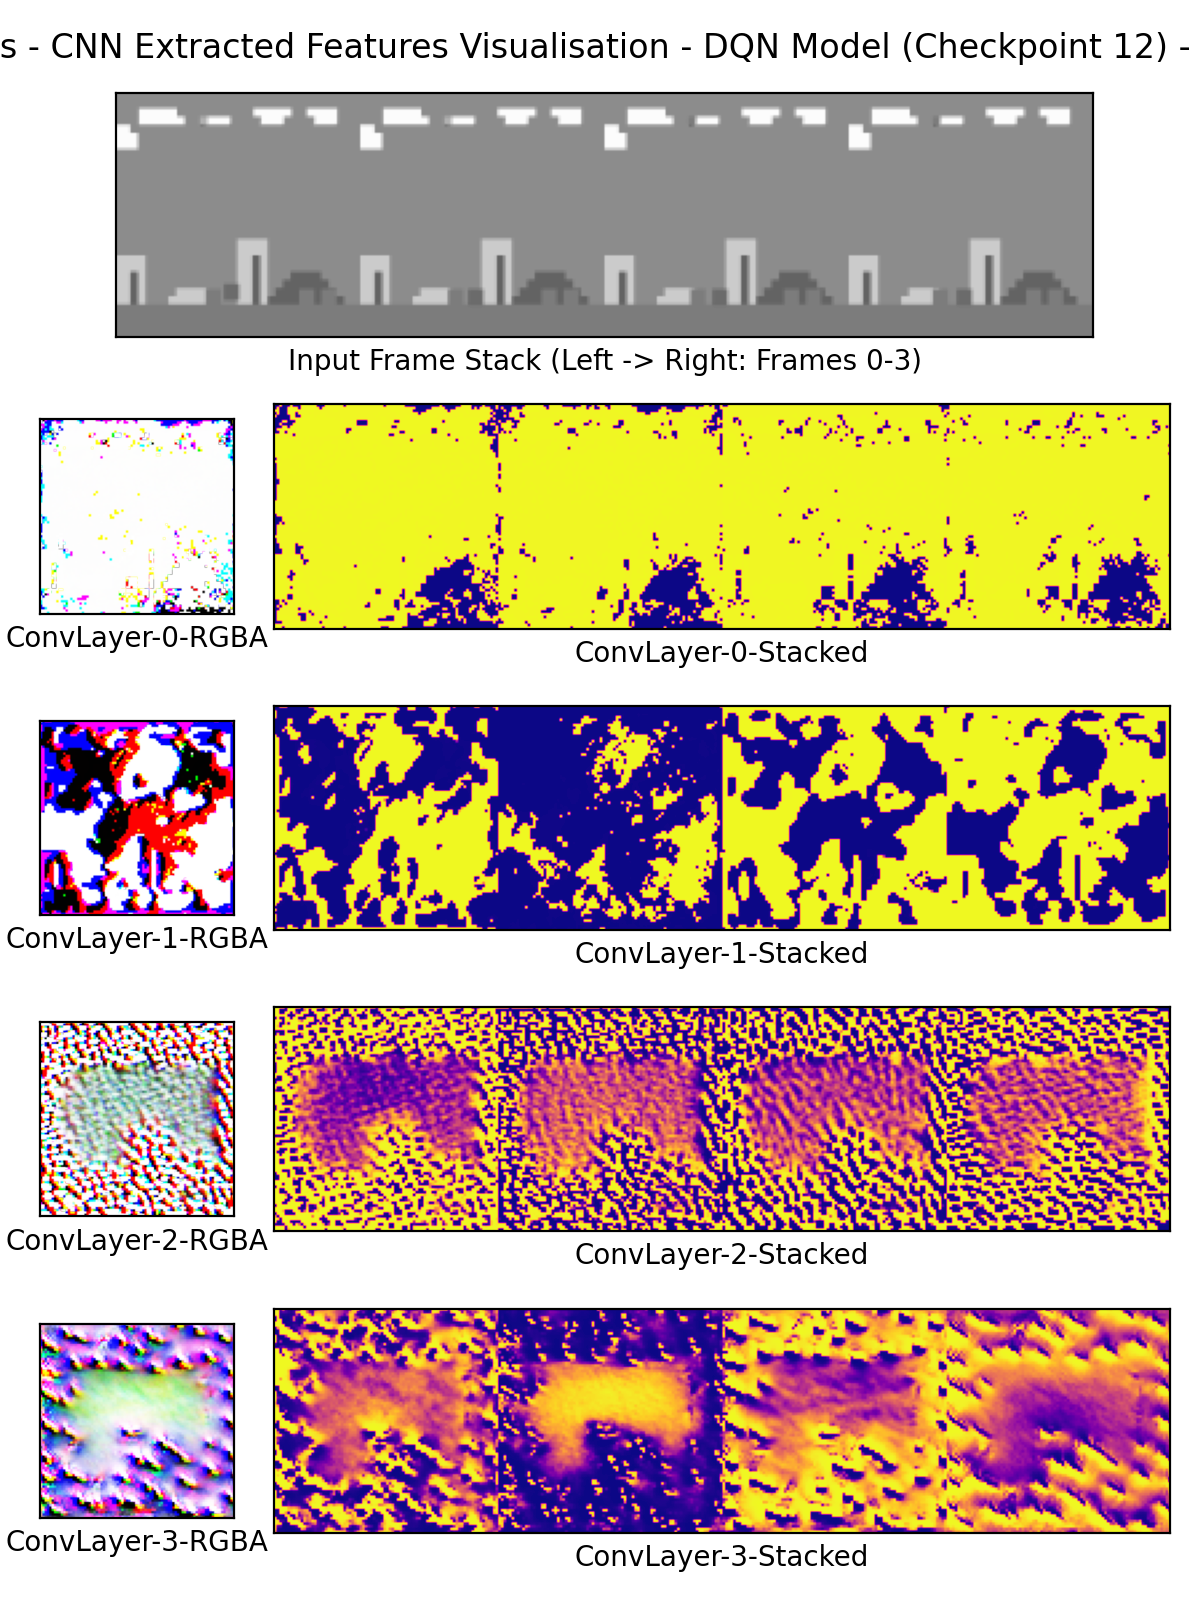 s - CNN Extracted Features Visualisation - DQN Model (Checkpoint 12) -
Input Frame Stack (Left -> Right: Frames 0-3)
ConvLayer-0-RGBA
ConvLayer-0-Stacked
ConvLayer-1-RGBA
ConvLayer-1-Stacked
ConvLayer-2-RGBA
ConvLayer-2-Stacked
ConvLayer-3-RGBA
ConvLayer-3-Stacked